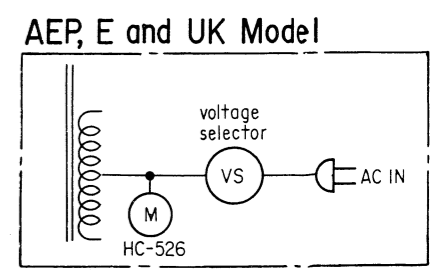 AEP, E and UK Model
voltage
selector
VS
AC IN
M
HC-526